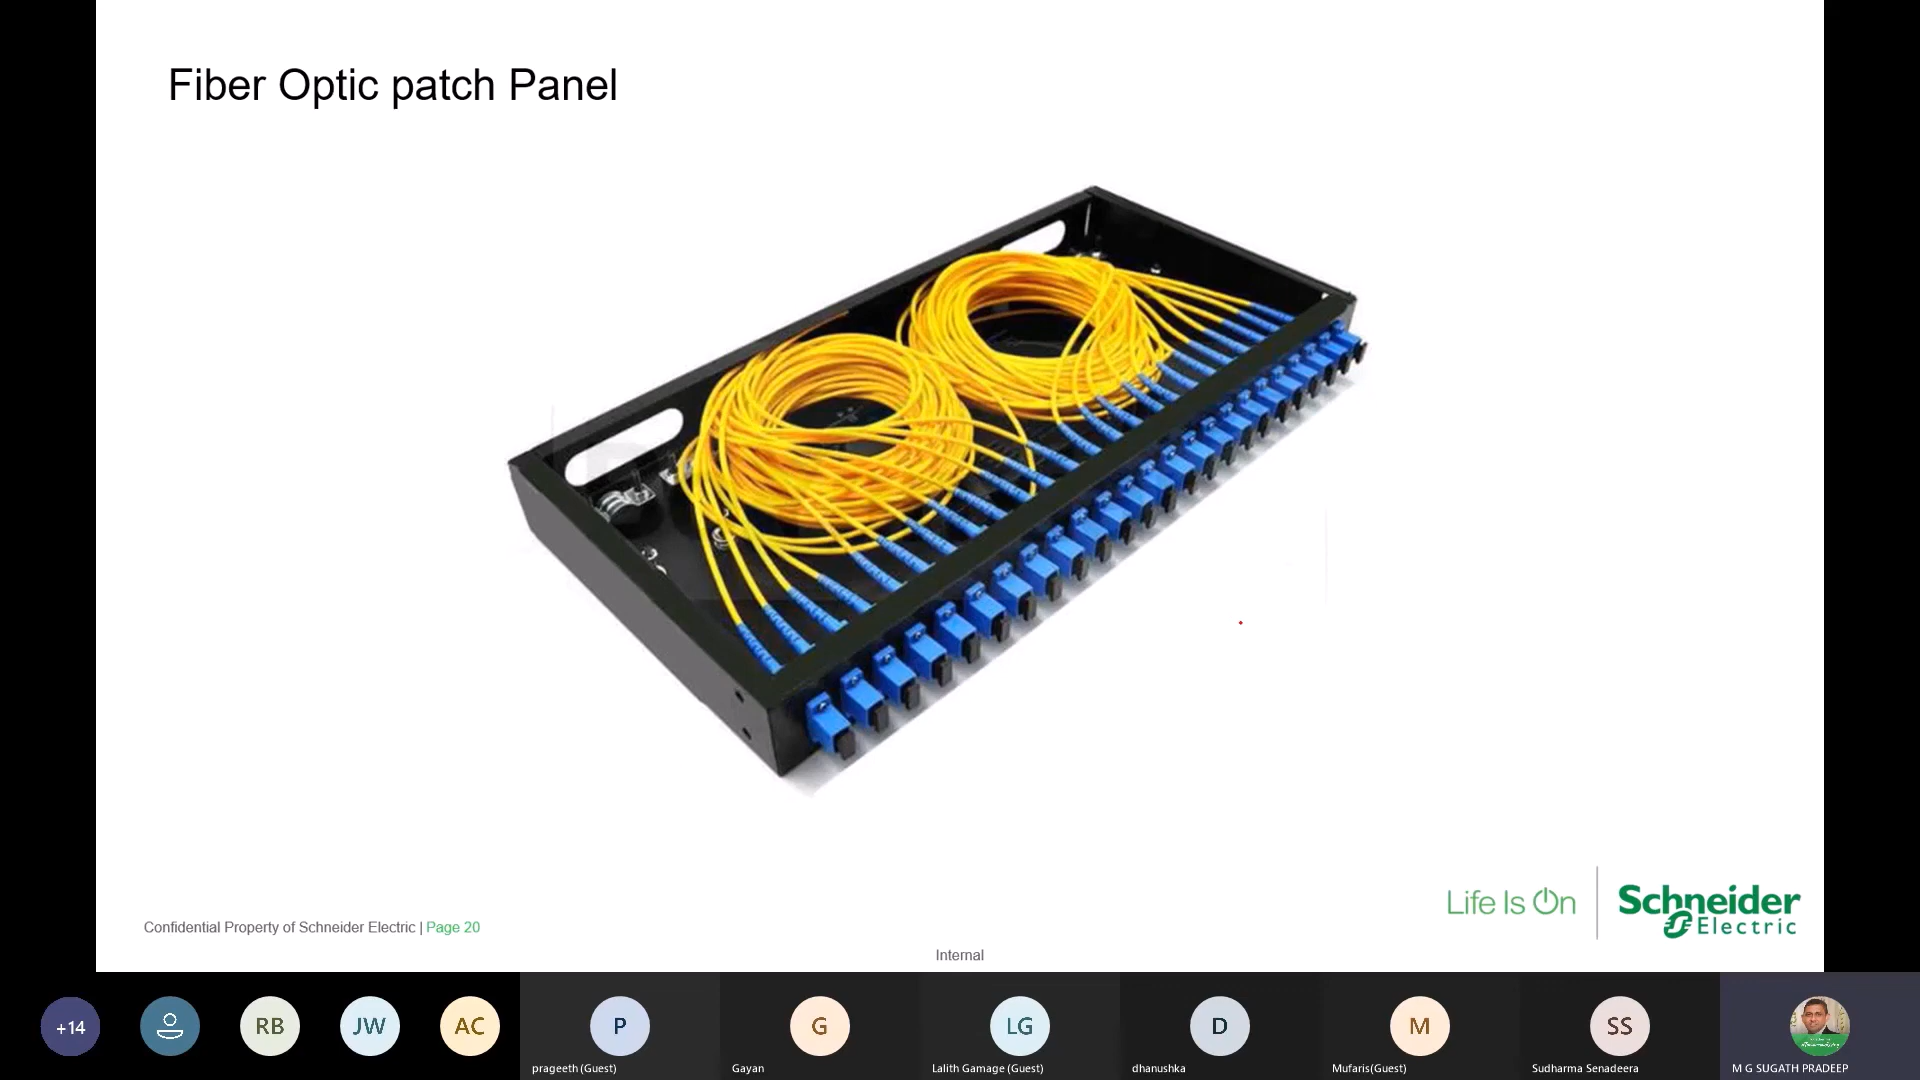 Fiber Optic patch Panel
Life Is On
Schneider
Electric
Confidential Property of Schneider Electric | Page 20
Internal
+14
RB
JW
AC
P
G
LG
D
M
SS
prageeth (Guest)
Gayan
Lalith Gamage (Guest)
dhanushka
Mufaris(Guest)
Sudharma Senadeera
M G SUGATH PRADEEP